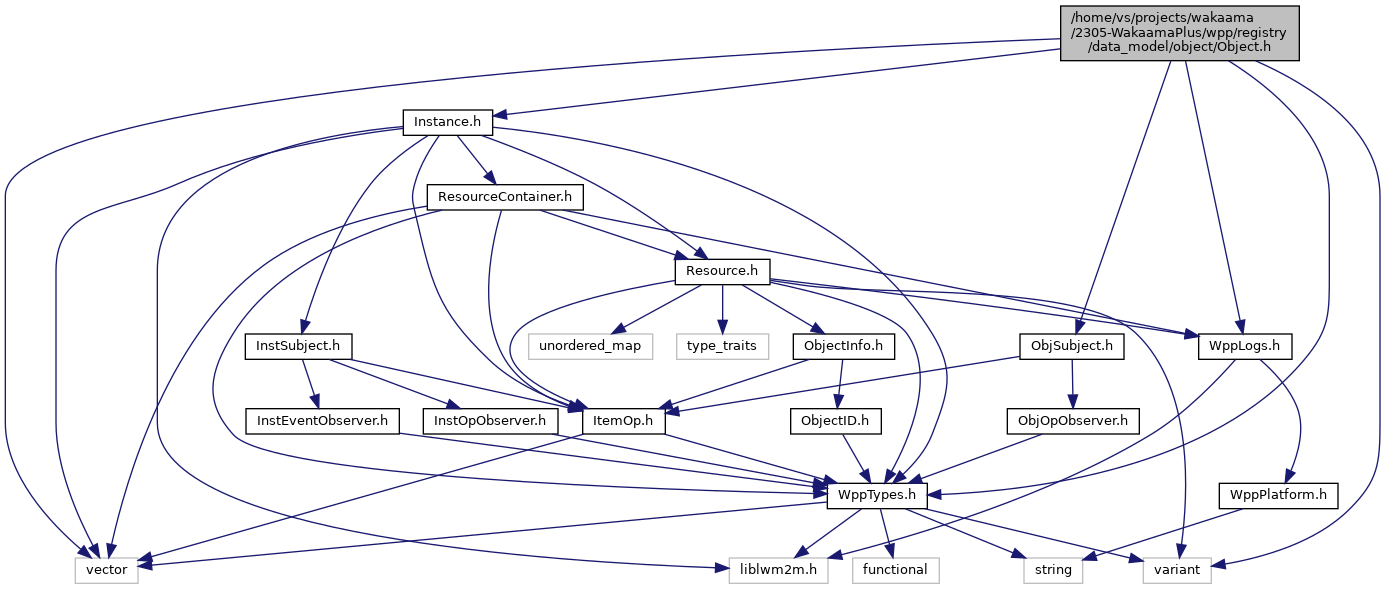 /home/vs/projects/wakaama
/2305-WakaamaPlus/wpp/registry
/data_model/object/Object.h
Instance.h
ResourceContainer.h
Resource.h
InstSubject.h
unordered_map
type_traits
ObjectInfo.h
ObjSubject.h
WppLogs.h
InstEventObserver.h
InstOpObserver.h
ItemOp.h
ObjectID.h
ObjOpObserver.h
WppTypes.h
WppPlatform.h
vector
liblwm2m.h
functional
string
variant